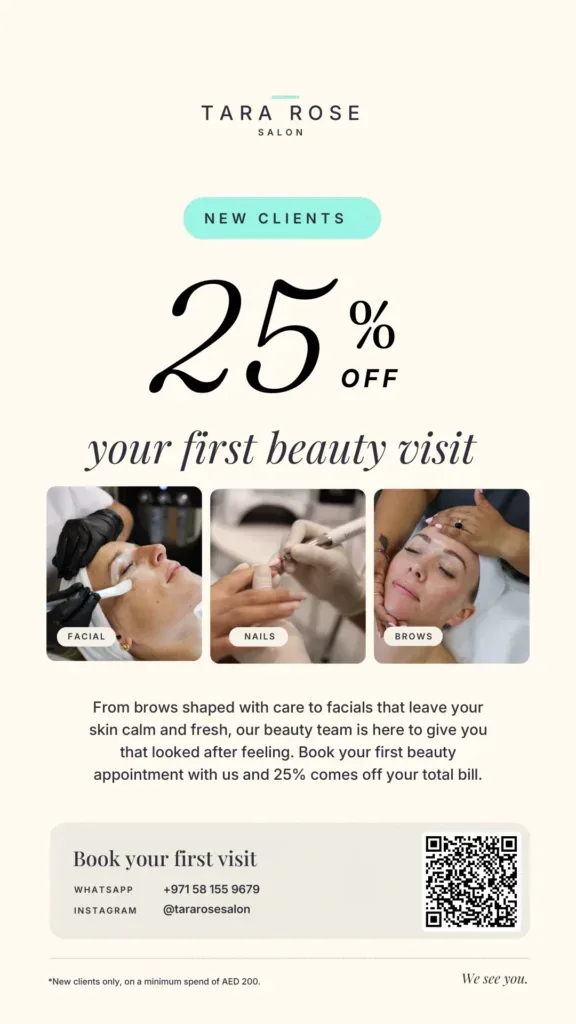 TARA ROSE
SALON
NEW CLIENTS
25% OFF
your first beauty visit
FACIAL
NAILS
BROWS
From brows shaped with care to facials that leave your
skin calm and fresh, our beauty team is here to give you
that looked after feeling. Book your first beauty
appointment with us and 25% comes off your total bill.
Book your first visit
WHATSAPP +971 58 155 9679
INSTAGRAM @tararosesalon
*New clients only, on a minimum spend of AED 200.
We see you.